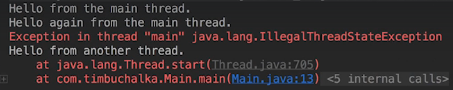 Hello from the main thread.
Hello again from the main thread.
Exception in thread "main" java.lang.IllegalThreadStateException
Hello from another thread.
at java.lang.Thread.start(Thread.java:705)
at com.timbuchalka.Main.main(Main.java:13) <5 internal calls>